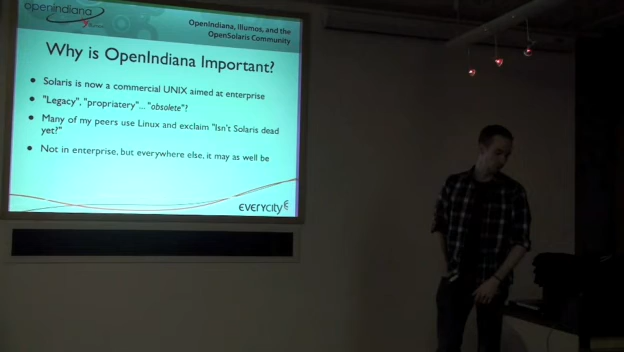 openindiana
OpenIndiana, Illumos, and the
OpenSolaris Community
Why is OpenIndiana Important?
Solaris is now a commercial UNIX aimed at enterprise
"Legacy", "propriatery"... "obsolete"?
Many of my peers use Linux and exclaim "Isn't Solaris dead
yet?"
Not in enterprise, but everywhere else, it may as well be
everycity